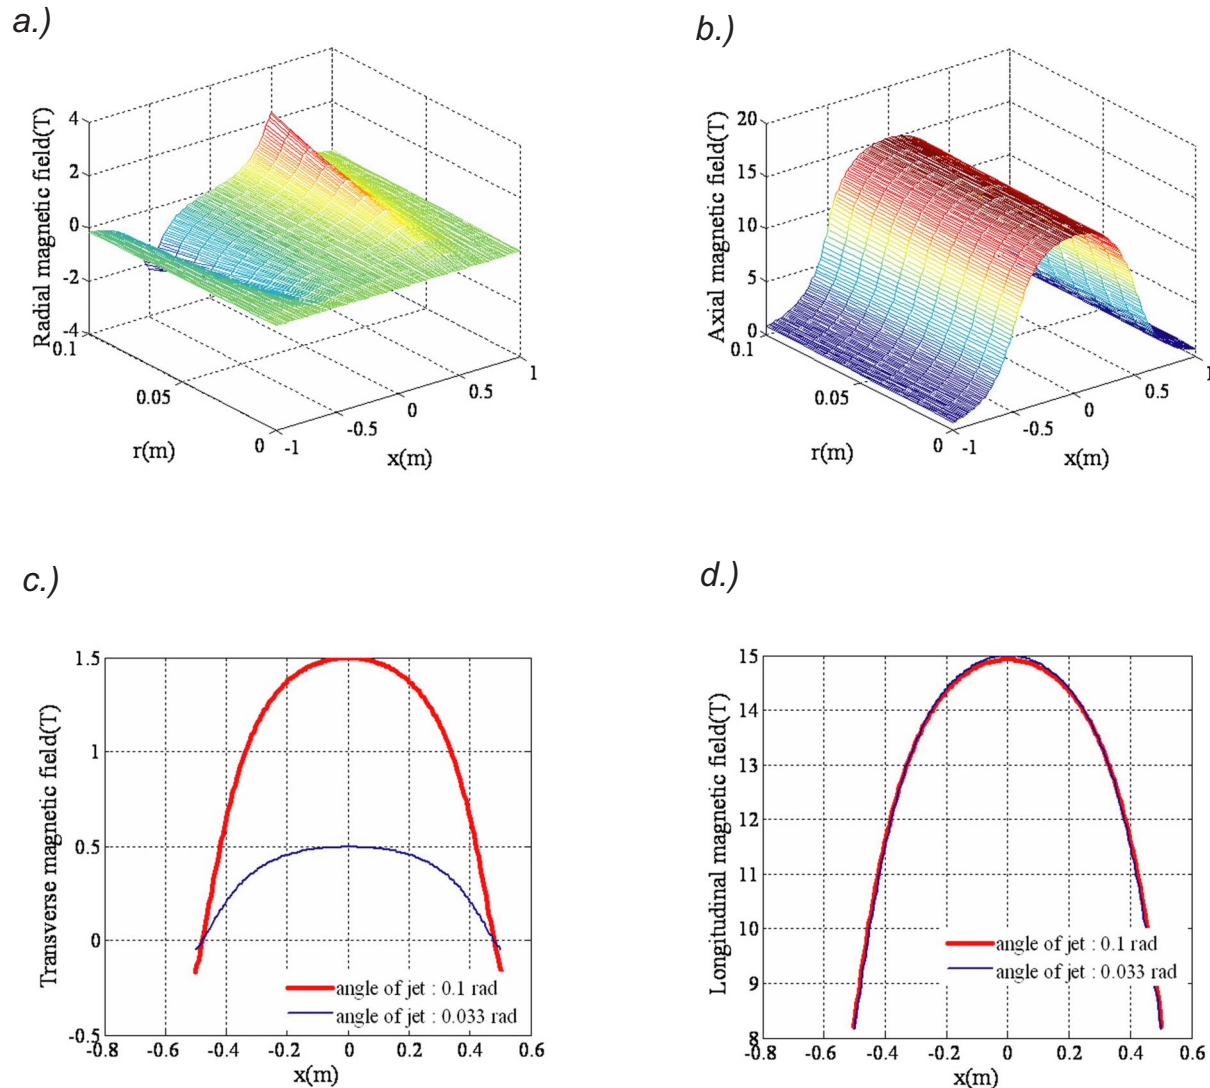 a.)
Radial magnetic field(T)
4
2
0
-2
-4
0.1
0.05
0
r(m)
-1
-0.5
0
0.5
1
x(m)
b.)
Axial magnetic field(T)
20
15
10
5
0
0.1
0.05
0
r(m)
-1
-0.5
0
0.5
1
x(m)
c.)
Transverse magnetic field(T)
1.5
1
0.5
0
-0.5
angle of jet : 0.1 rad
angle of jet : 0.033 rad
-0.8 -0.6 -0.4 -0.2 0 0.2 0.4 0.6
x(m)
d.)
Longitudinal magnetic field(T)
15
14
13
12
11
10
9
8
angle of jet : 0.1 rad
angle of jet : 0.033 rad
-0.8 -0.6 -0.4 -0.2 0 0.2 0.4 0.6
x(m)